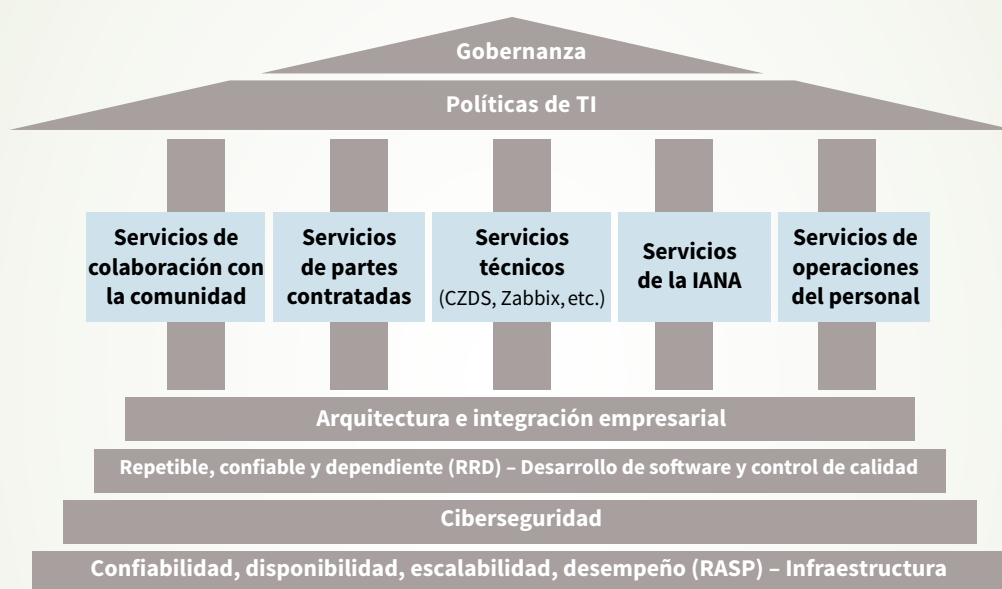 Gobernanza
Políticas de TI
Servicios de
colaboración con
la comunidad
Servicios
de partes
contratadas
Servicios
técnicos
(CZDS, Zabbix, etc.)
Servicios
de la IANA
Servicios de
operaciones
del personal
Arquitectura e integración empresarial
Repetible, confiable y dependiente (RRD) – Desarrollo de software y control de calidad
Ciberseguridad
Confiabilidad, disponibilidad, escalabilidad, desempeño (RASP) – Infraestructura